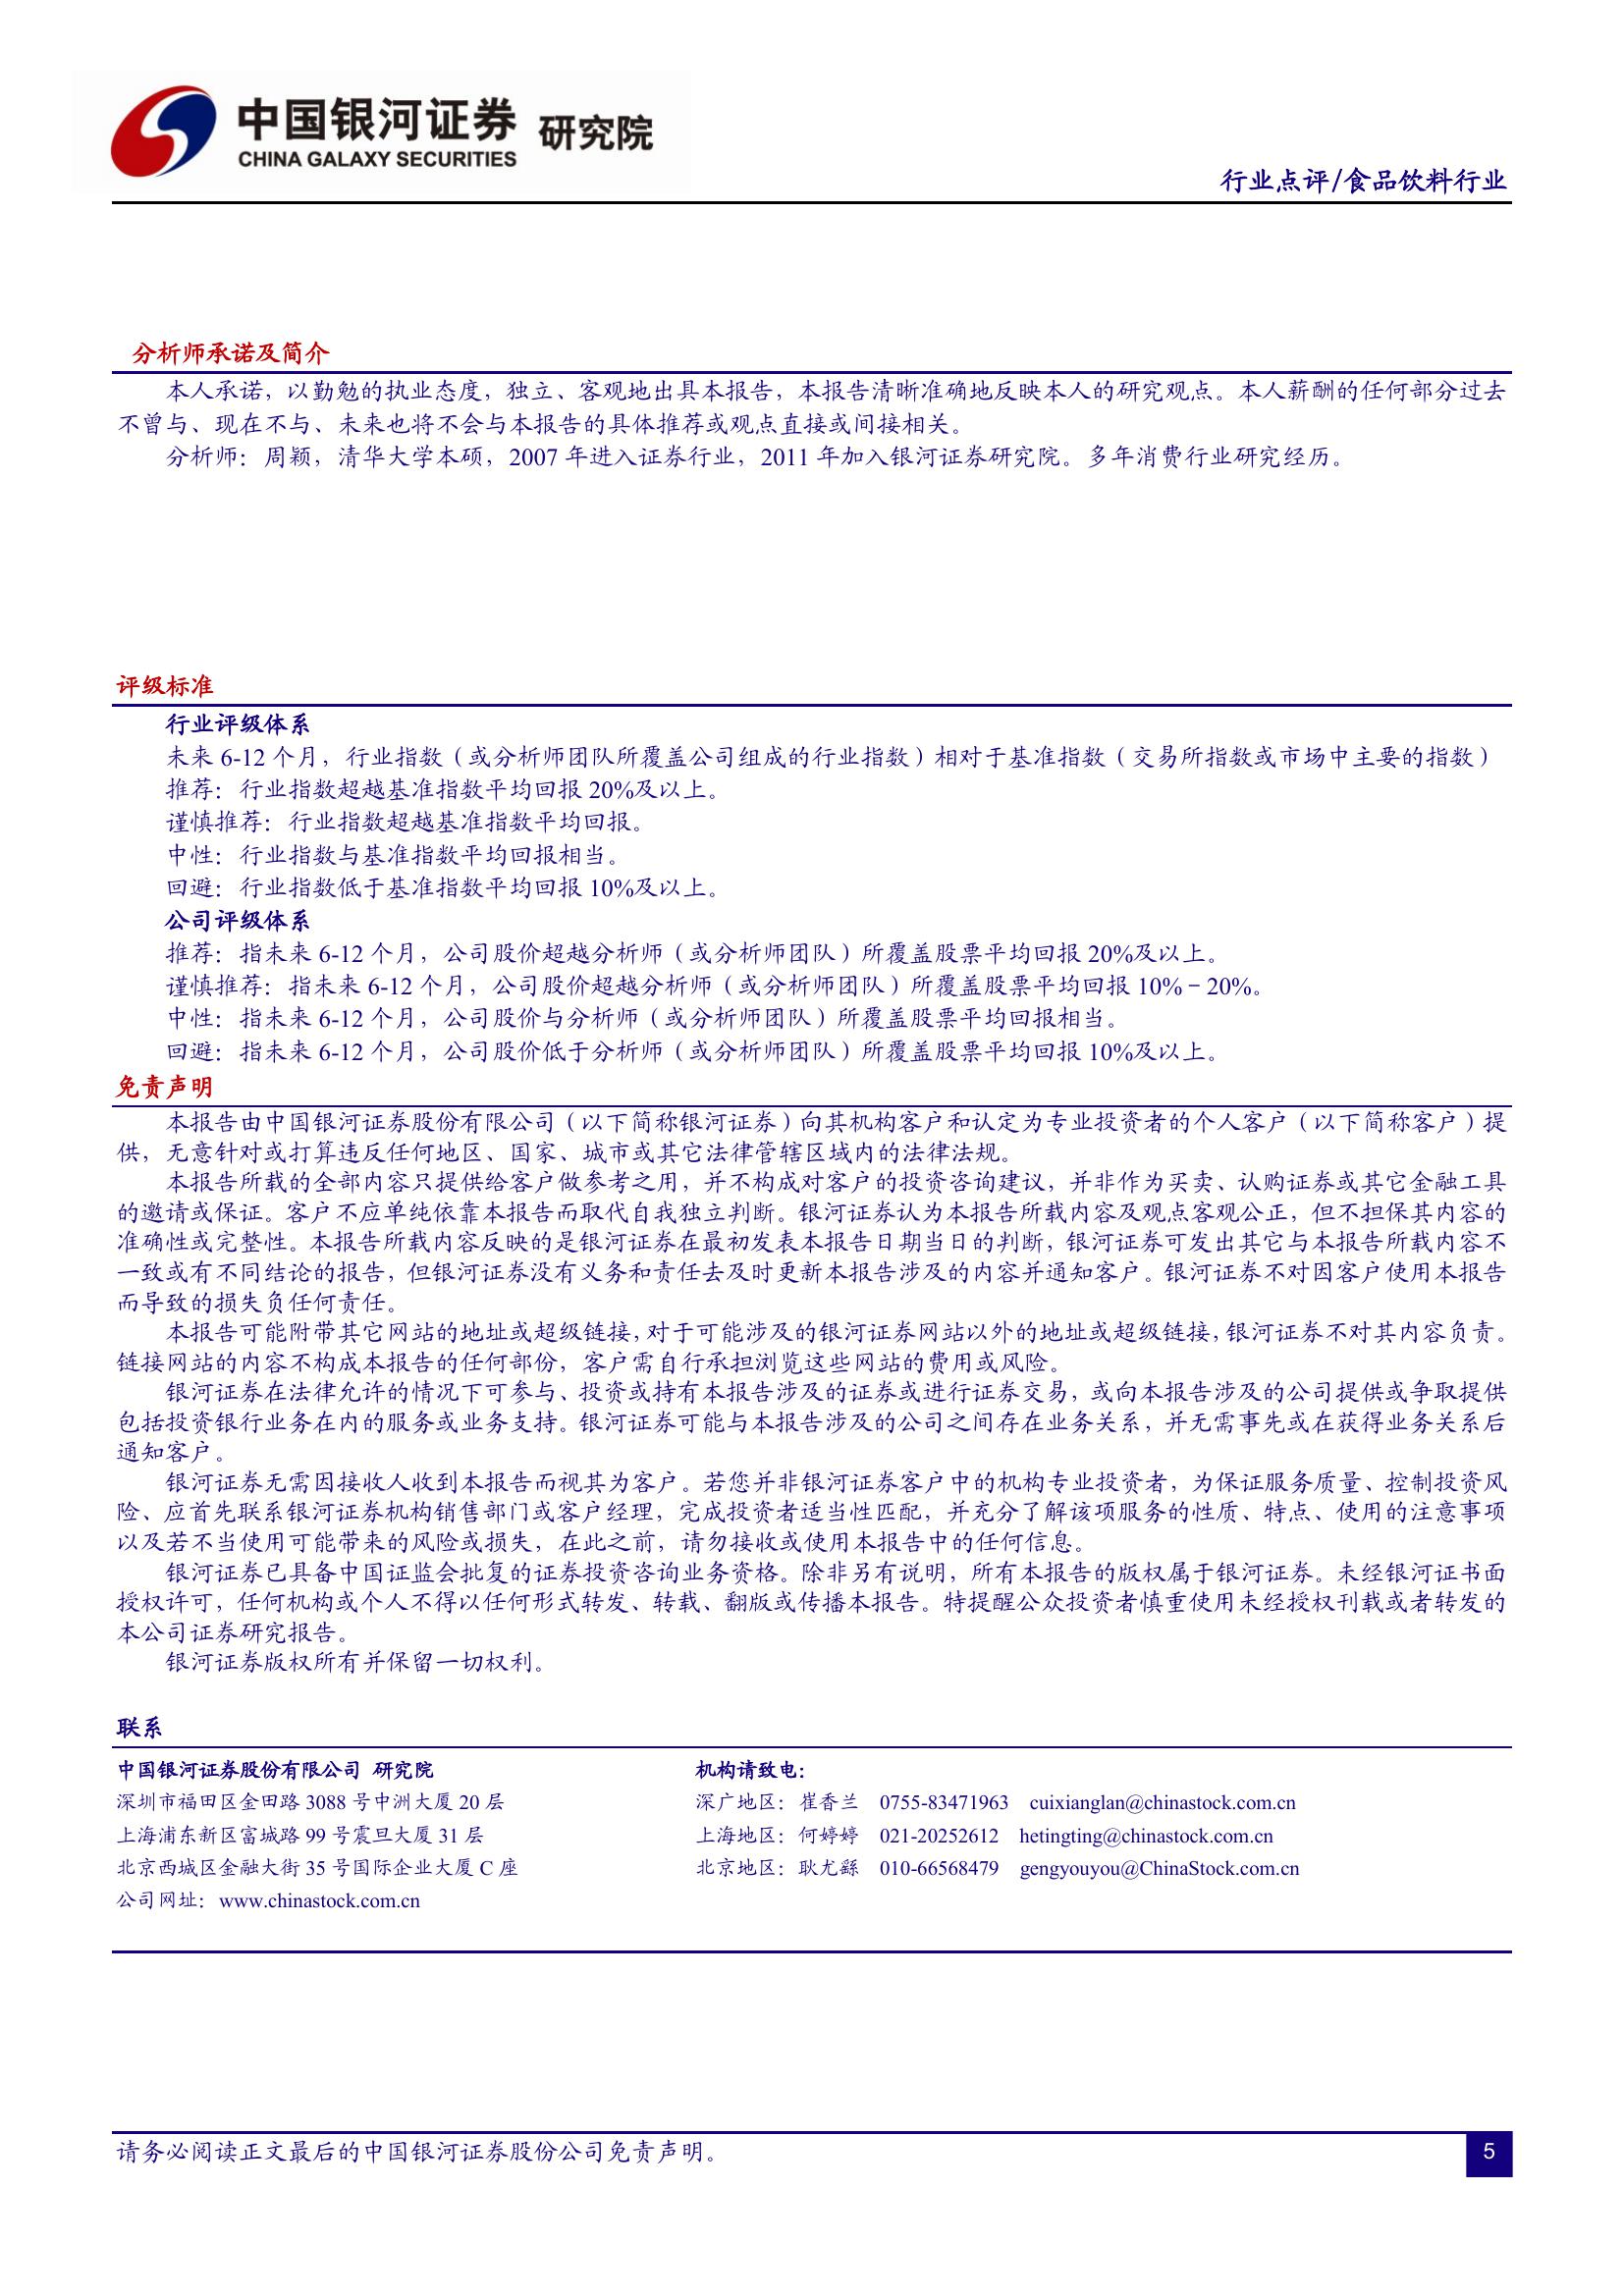 中国银河证券 研究院
CHINA GALAXY SECURITIES
行业点评/食品饮料行业
分析师承诺及简介
本人承诺，以勤勉的执业态度，独立、客观地出具本报告，本报告清晰准确地反映本人的研究观点。本人薪酬的任何部分过去
不曾与、现在不与、未来也将不会与本报告的具体推荐或观点直接或间接相关。
分析师：周颖，清华大学本硕，2007 年进入证券行业，2011 年加入银河证券研究院。多年消费行业研究经历。
评级标准
行业评级体系
未来 6-12 个月，行业指数（或分析师团队所覆盖公司组成的行业指数）相对于基准指数（交易所指数或市场中主要的指数）
推荐：行业指数超越基准指数平均回报 20%及以上。
谨慎推荐：行业指数超越基准指数平均回报。
中性：行业指数与基准指数平均回报相当。
回避：行业指数低于基准指数平均回报 10%及以上。
公司评级体系
推荐：指未来 6-12 个月，公司股价超越分析师（或分析师团队）所覆盖股票平均回报 20%及以上。
谨慎推荐：指未来 6-12 个月，公司股价超越分析师（或分析师团队）所覆盖股票平均回报 10%－20%。
中性：指未来 6-12 个月，公司股价与分析师（或分析师团队）所覆盖股票平均回报相当。
回避：指未来 6-12 个月，公司股价低于分析师（或分析师团队）所覆盖股票平均回报 10%及以上。
免责声明
本报告由中国银河证券股份有限公司（以下简称银河证券）向其机构客户和认定为专业投资者的个人客户（以下简称客户）提
供，无意针对或打算违反任何地区、国家、城市或其它法律管辖区域内的法律法规。
本报告所载的全部内容只提供给客户做参考之用，并不构成对客户的投资咨询建议，并非作为买卖、认购证券或其它金融工具
的邀请或保证。客户不应单纯依靠本报告而取代自我独立判断。银河证券认为本报告所载内容及观点客观公正，但不担保其内容的
准确性或完整性。本报告所载内容反映的是银河证券在最初发表本报告日期当日的判断，银河证券可发出其它与本报告所载内容不
一致或有不同结论的报告，但银河证券没有义务和责任去及时更新本报告涉及的内容并通知客户。银河证券不对因客户使用本报告
而导致的损失负任何责任。
本报告可能附带其它网站的地址或超级链接，对于可能涉及的银河证券网站以外的地址或超级链接，银河证券不对其内容负责。
链接网站的内容不构成本报告的任何部份，客户需自行承担浏览这些网站的费用或风险。
银河证券在法律允许的情况下可参与、投资或持有本报告涉及的证券或进行证券交易，或向本报告涉及的公司提供或争取提供
包括投资银行业务在内的服务或业务支持。银河证券可能与本报告涉及的公司之间存在业务关系，并无需事先或在获得业务关系后
通知客户。
银河证券无需因接收人收到本报告而视其为客户。若您并非银河证券客户中的机构专业投资者，为保证服务质量、控制投资风
险、应首先联系银河证券机构销售部门或客户经理，完成投资者适当性匹配，并充分了解该项服务的性质、特点、使用的注意事项
以及若不当使用可能带来的风险或损失，在此之前，请勿接收或使用本报告中的任何信息。
银河证券已具备中国证监会批复的证券投资咨询业务资格。除非另有说明，所有本报告的版权属于银河证券。未经银河证书面
授权许可，任何机构或个人不得以任何形式转发、转载、翻版或传播本报告。特提醒公众投资者慎重使用未经授权刊载或者转发的
本公司证券研究报告。
银河证券版权所有并保留一切权利。
联系
中国银河证券股份有限公司 研究院
深圳市福田区金田路 3088 号中洲大厦 20 层
上海浦东新区富城路 99 号震旦大厦 31 层
北京西城区金融大街 35 号国际企业大厦 C 座
公司网址：www.chinastock.com.cn
机构请致电：
深广地区：崔香兰 0755-83471963 cuixianglan@chinastock.com.cn
上海地区：何婷婷 021-20252612 hetingting@chinastock.com.cn
北京地区：耿尤繇 010-66568479 gengyouyou@ChinaStock.com.cn
请务必阅读正文最后的中国银河证券股份公司免责声明。
5